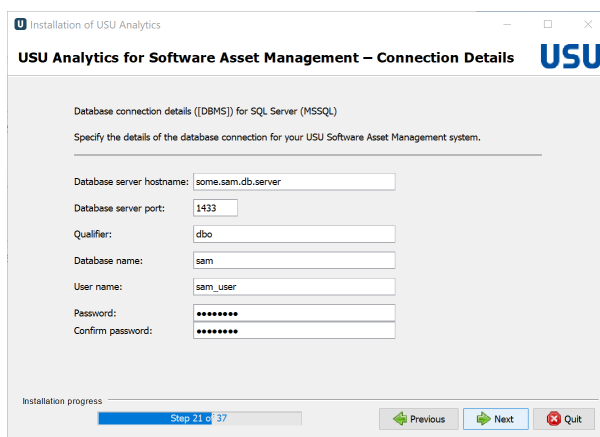 U Installation of USU Analytics
USU Analytics for Software Asset Management – Connection Details
USU
Database connection details ([DBMS]) for SQL Server (MSSQL)
Specify the details of the database connection for your USU Software Asset Management system.
Database server hostname: some.sam.db.server
Database server port: 1433
Qualifier: dbo
Database name: sam
User name: sam_user
Password: ●●●●●●●●
Confirm password: ●●●●●●●●
Installation progress
Step 21 of 37
Previous Next Quit